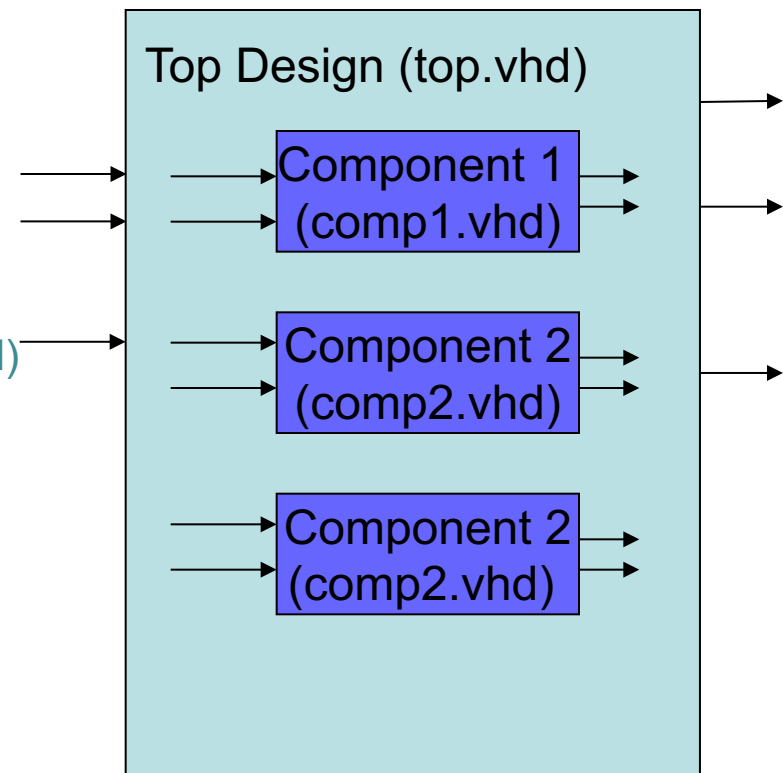 Top Design (top.vhd)
Component 1
(comp1.vhd)
Component 2
(comp2.vhd)
Component 2
(comp2.vhd)